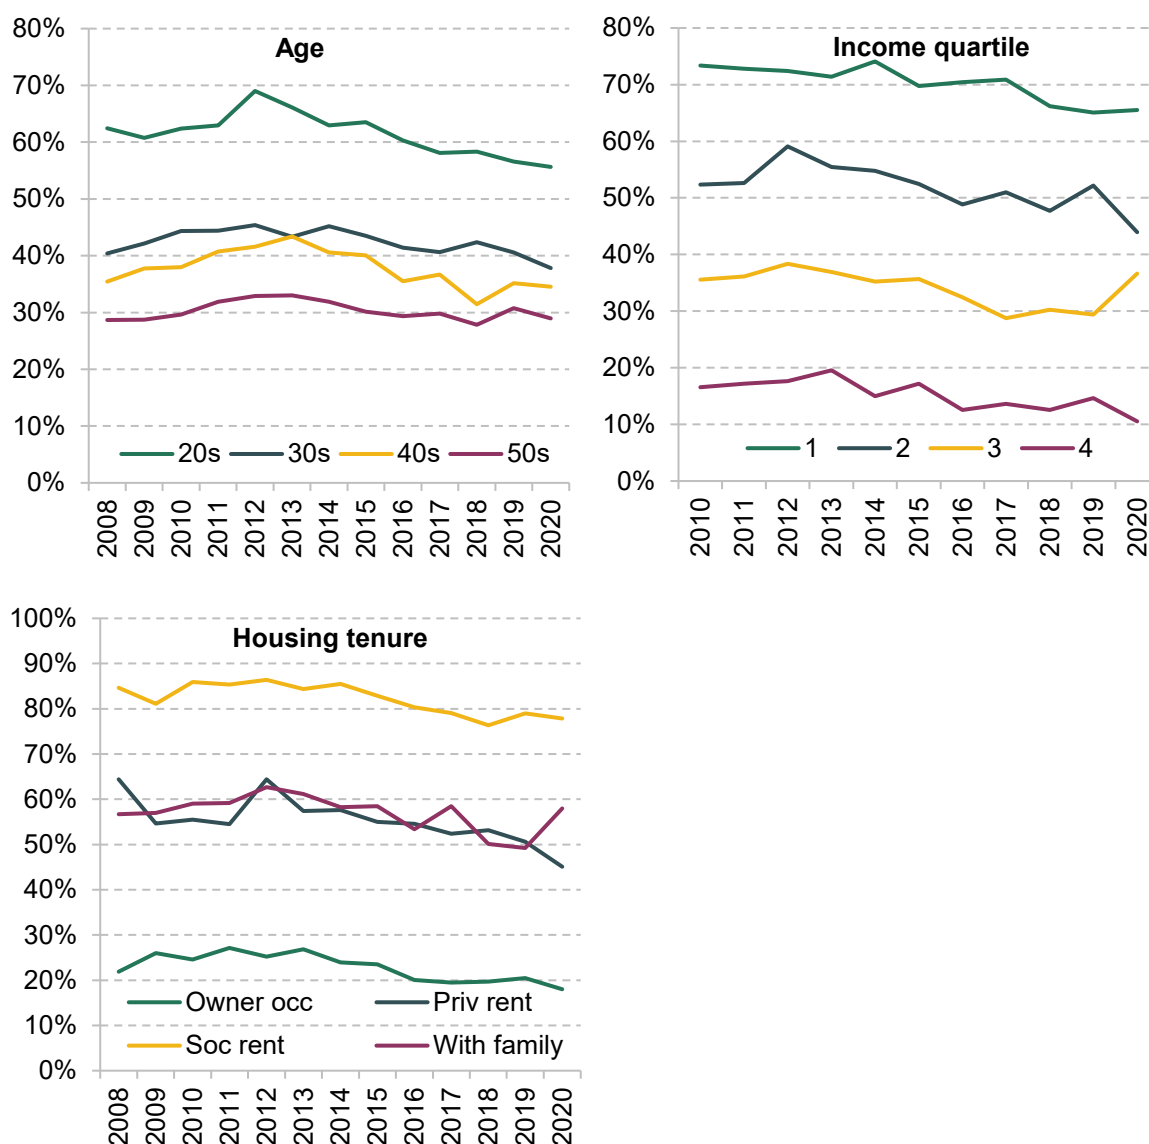 Age
80%
70%
60%
50%
40%
30%
20%
10%
0%
20s 30s 40s 50s
2008 2009 2010 2011 2012 2013 2014 2015 2016 2017 2018 2019 2020
Income quartile
80%
70%
60%
50%
40%
30%
20%
10%
0%
1 2 3 4
2010 2011 2012 2013 2014 2015 2016 2017 2018 2019 2020
Housing tenure
100%
90%
80%
70%
60%
50%
40%
30%
20%
10%
0%
Owner occ Priv rent
Soc rent With family
2008 2009 2010 2011 2012 2013 2014 2015 2016 2017 2018 2019 2020